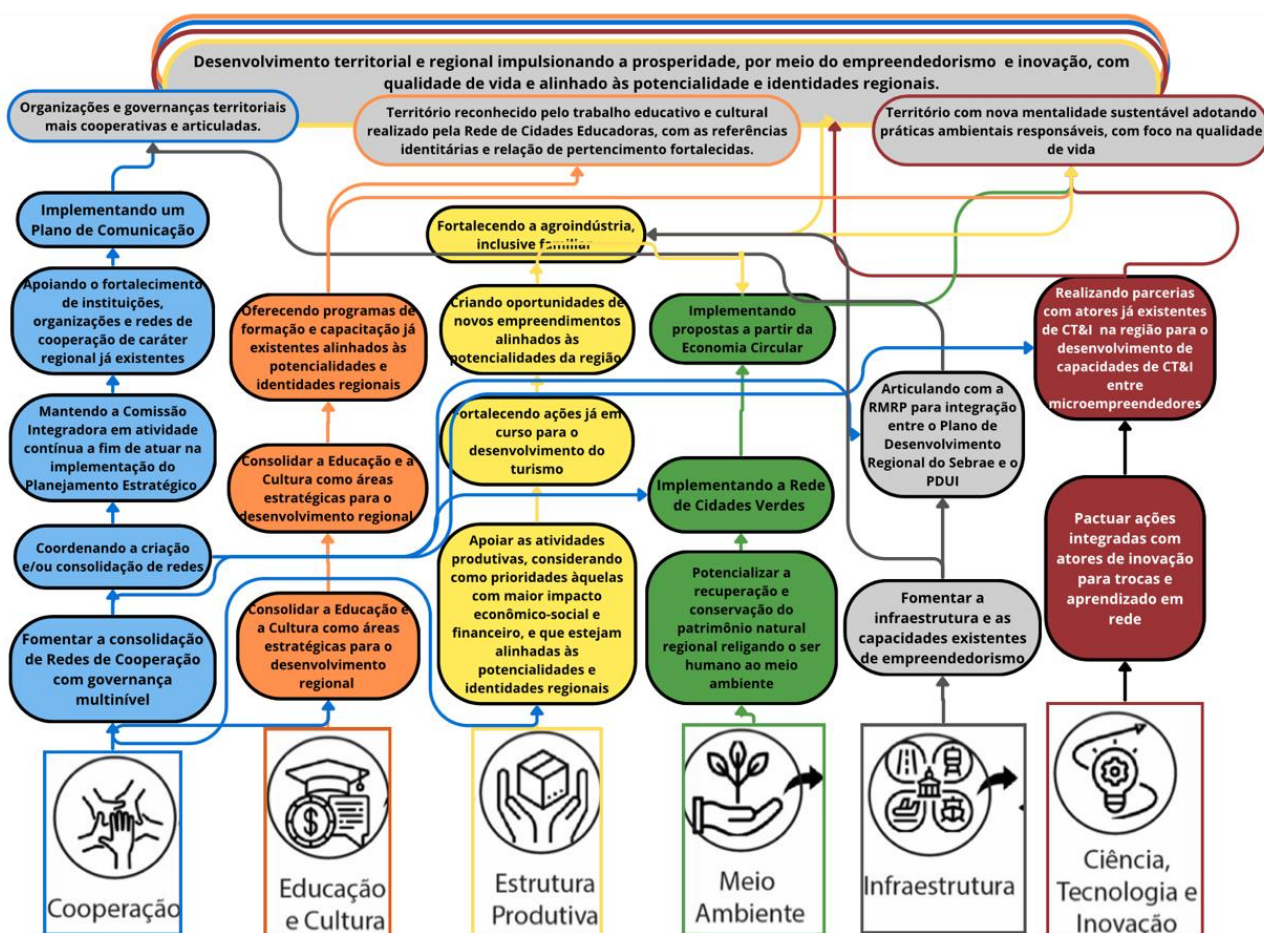 Desenvolvimento territorial e regional impulsionando a prosperidade, por meio do empreendedorismo e inovação, com
qualidade de vida e alinhado às potencialidade e identidades regionais.
Organizações e governanças territoriais
mais cooperativas e articuladas.
Território reconhecido pelo trabalho educativo e cultural
realizado pela Rede de Cidades Educadoras, com as referências
identitárias e relação de pertencimento fortalecidas.
Território com nova mentalidade sustentável adotando
práticas ambientais responsáveis, com foco na qualidade
de vida
Implementando um
Plano de Comunicação
Apoiando o fortalecimento
de instituições,
organizações e redes de
cooperação de caráter
regional já existentes
Mantendo a Comissão
Integradora em atividade
contínua a fim de atuar na
implementação do
Planejamento Estratégico
Coordenando a criação
e/ou consolidação de redes
Fomentar a consolidação
de Redes de Cooperação
com governança
multinível
Cooperação
Oferecendo programas de
formação e capacitação já
existentes alinhados às
potencialidades e
identidades regionais
Consolidar a Educação e a
Cultura como áreas
estratégicas para o
desenvolvimento regional
Consolidar a Educação e
a Cultura como áreas
estratégicas para o
desenvolvimento
regional
Educação
e Cultura
Fortalecendo a agroindústria,
inclusive familiar
Criando oportunidades de
novos empreendimentos
alinhados às
potencialidades da região
Fortalecendo ações já em
curso para o
desenvolvimento do
turismo
Apoiar as atividades
produtivas, considerando
como prioridades àquelas
com maior impacto
econômico-social e
financeiro, e que estejam
alinhadas às
potencialidades e
identidades regionais
Estrutura
Produtiva
Implementando
propostas a partir da
Economia Circular
Implementando a Rede
de Cidades Verdes
Potencializar a
recuperação e
conservação do
patrimônio natural
regional religando o ser
humano ao meio
ambiente
Meio
Ambiente
Articulando com a
RMRP para integração
entre o Plano de
Desenvolvimento
Regional do Sebrae e o
PDUI
Fomentar a
infraestrutura e as
capacidades existentes
de empreendedorismo
Infraestrutura
Realizando parcerias
com atores já existentes
de CT&I na região para o
desenvolvimento de
capacidades de CT&I
entre
microempreendedores
Pactuar ações
integradas com
atores de inovação
para trocas e
aprendizado em
rede
Ciência,
Tecnologia e
Inovação